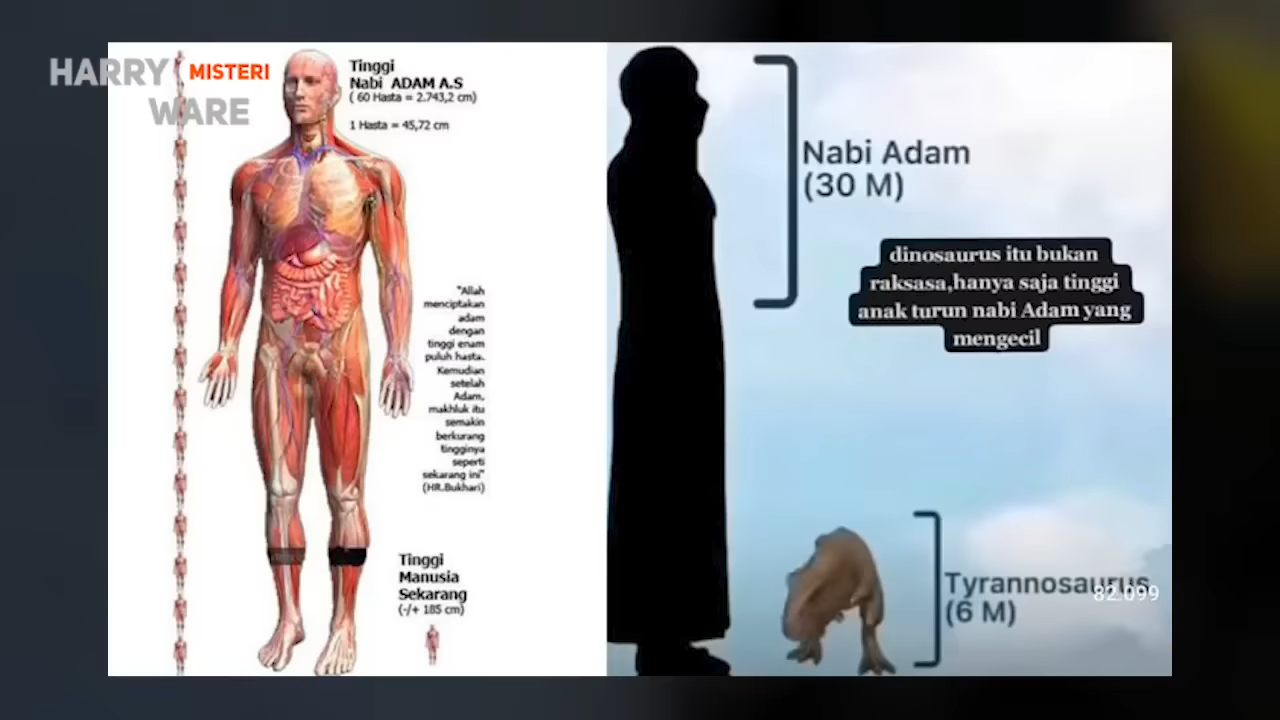 HARRY MISTERI
WARE
Tinggi
Nabi ADAM A.S
( 60 Hasta = 2.743,2 cm)
1 Hasta = 45,72 cm
"Allah
menciptakan
adam
dengan
tinggi enam
puluh hasta.
Kemudian
setelah
Adam,
makhluk itu
semakin
berkurang
tingginya
seperti
sekarang ini"
(HR.Bukhari)
Tinggi
Manusia
Sekarang
(-/+ 185 cm)
Nabi Adam
(30 M)
dinosaurus itu bukan
raksasa,hanya saja tinggi
anak turun nabi Adam yang
mengecil
Tyrannosaurus
82.099
(6 M)